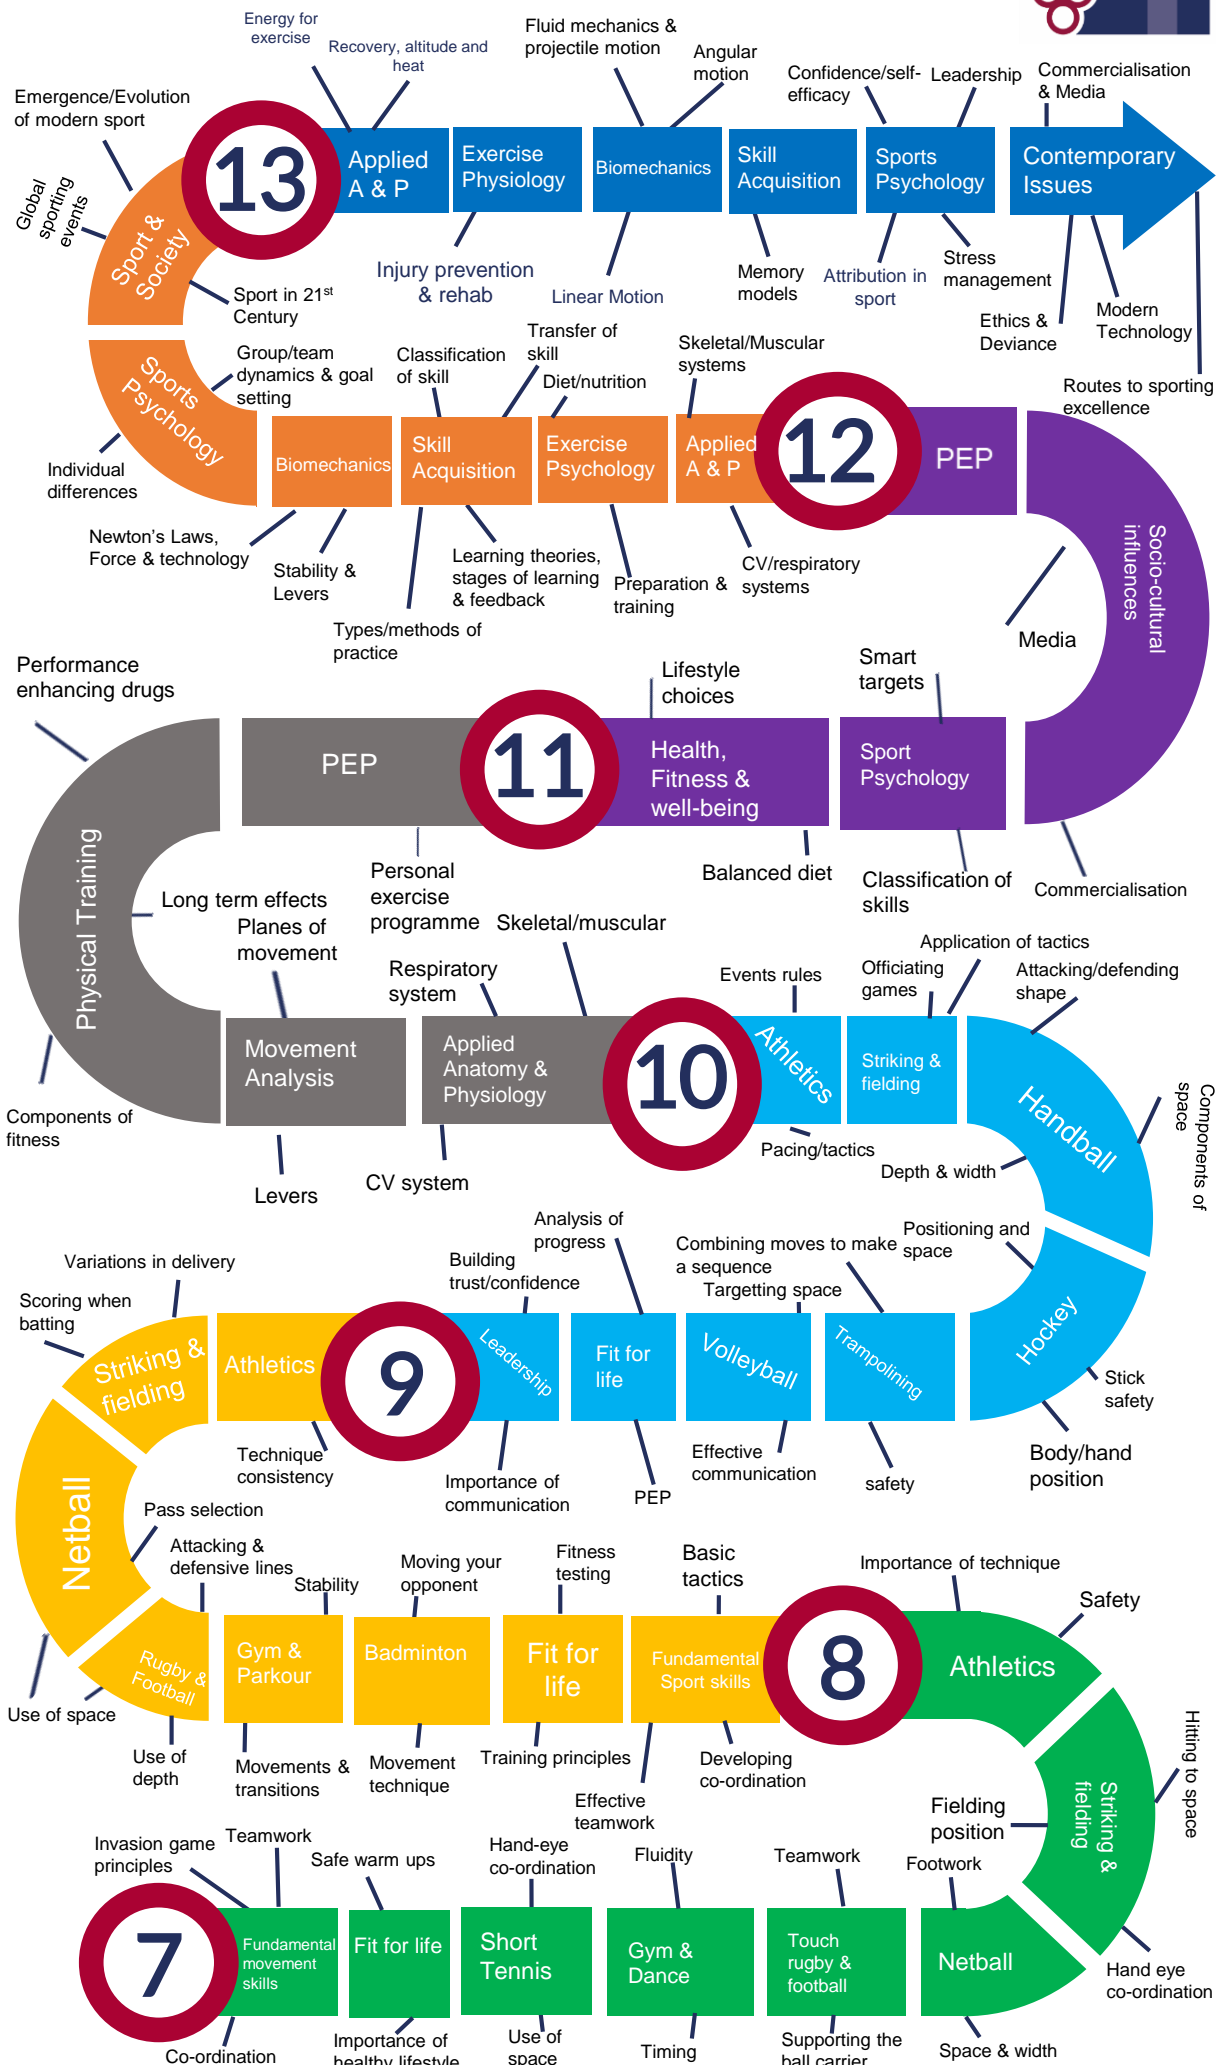 Energy for
exercise
Recovery, altitude and
heat
Fluid mechanics &
projectile motion
Angular
motion
Confidence/self-
efficacy
Leadership
Commercialisation
& Media
Emergence/Evolution
of modern sport
Global
sporting
events
13
Applied
A & P
Exercise
Physiology
Biomechanics
Skill
Acquisition
Sports
Psychology
Contemporary
Issues
Sport &
Society
Sport in 21st
Century
Injury prevention
& rehab
Linear Motion
Memory
models
Attribution in
sport
Stress
management
Ethics &
Deviance
Modern
Technology
Routes to sporting
excellence
Sports
Psychology
Group/team
dynamics & goal
setting
Classification
of skill
Transfer of
skill
Diet/nutrition
Skeletal/Muscular
systems
Individual
differences
Biomechanics
Skill
Acquisition
Exercise
Psychology
Applied
A & P
12
PEP
Newton's Laws,
Force & technology
Stability &
Levers
Types/methods of
practice
Learning theories,
stages of learning
& feedback
Preparation &
training
CV/respiratory
systems
Socio-cultural
influences
Media
Performance
enhancing drugs
Lifestyle
choices
Smart
targets
PEP
11
Health,
Fitness &
well-being
Sport
Psychology
Personal
exercise
programme
Balanced diet
Classification of
skills
Commercialisation
Physical Training
Long term effects
Planes of
movement
Skeletal/muscular
Respiratory
system
Events rules
Officiating
games
Application of tactics
Attacking/defending
shape
Components of
fitness
Movement
Analysis
Applied
Anatomy &
Physiology
10
Athletics
Striking &
fielding
Handball
Components of
space
Levers
CV system
Pacing/tactics
Depth & width
Variations in delivery
Scoring when
batting
Building
trust/confidence
Analysis of
progress
Combining moves to make
a sequence
Targetting space
Positioning and
space
Striking &
fielding
Athletics
9
Leadership
Fit for
life
Volleyball
Trampolining
Hockey
Stick
safety
Body/hand
position
Technique
consistency
Importance of
communication
PEP
Effective
communication
safety
Netball
Pass selection
Attacking &
defensive lines
Stability
Moving your
opponent
Fitness
testing
Basic
tactics
Importance of technique
Safety
Rugby &
Football
Gym &
Parkour
Badminton
Fit for
life
Fundamental
Sport skills
8
Athletics
Use of space
Use of
depth
Movements &
transitions
Movement
technique
Training principles
Effective
teamwork
Developing
co-ordination
Hitting to space
Striking &
fielding
Fielding
position
Invasion game
principles
Teamwork
Safe warm ups
Hand-eye
co-ordination
Fluidity
Teamwork
Footwork
7
Fundamental
movement
skills
Fit for life
Short
Tennis
Gym &
Dance
Touch
rugby &
football
Netball
Hand eye
co-ordination
Co-ordination
Importance of
healthy lifestyle
Use of
space
Timing
Supporting the
ball carrier
Space & width